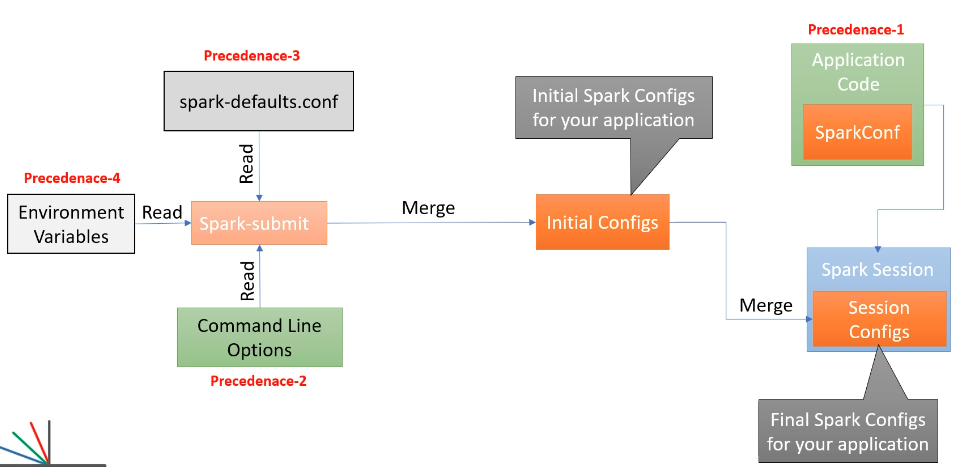 Precedenace-3
spark-defaults.conf
Read
Precedenace-4
Environment
Variables
Read
Spark-submit
Read
Command Line
Options
Precedenace-2
Merge
Initial Spark Configs
for your application
Initial Configs
Precedenace-1
Application
Code
SparkConf
Merge
Spark Session
Session
Configs
Final Spark Configs
for your application